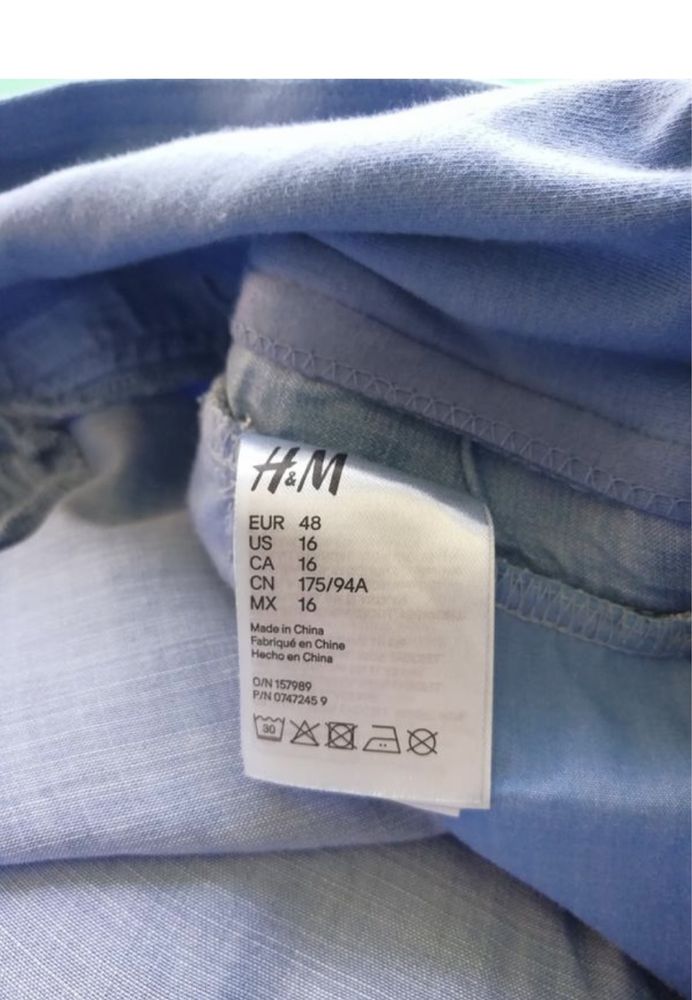 H&M
EUR 48
US 16
CA 16
CN 175/94A
MX 16
Made in China
Fabriqué en Chine
Hecho en China
O/N 157989
P/N 0747245 9
30